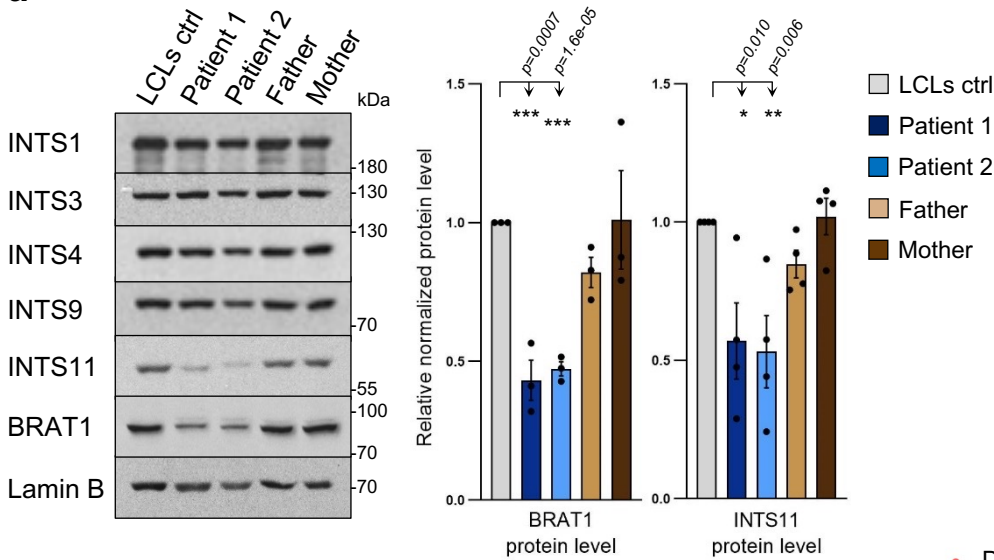 LCLs ctrl
Patient 1
Patient 2
Father
Mother
kDa
INTS1
180
INTS3
130
INTS4
130
INTS9
70
INTS11
55
BRAT1
100
70
Lamin B
70
Relative normalized protein level
p=0.0007
p=1.6e-05
1.5
***
***
1.0
0.5
0.0
BRAT1
protein level
p=0.010
p=0.006
1.5
*
**
1.0
0.5
0.0
INTS11
protein level
LCLs ctrl
Patient 1
Patient 2
Father
Mother